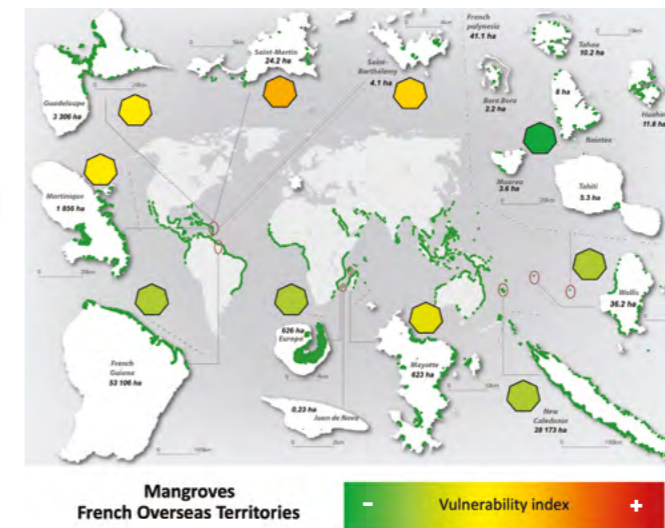 French
polynesia
41.1 ha
Tahaa
10.2 ha
Saint-Martin
24.2 ha
Saint-
Barthélemy
4.1 ha
Guadeloupe
3 306 ha
Bora Bora
2.2 ha
8 ha
Raiatea
Huahin
11.8 ha
Moorea
3.6 ha
Tahiti
5.3 ha
Martinique
1 856 ha
Wallis
36.2 ha
626 ha
Europa
Mayotte
623 ha
French
Guiana
53 106 ha
0,23 ha
Juan de Nova
New
Caledonia
28 173 ha
Mangroves
French Overseas Territories
- Vulnerability index +